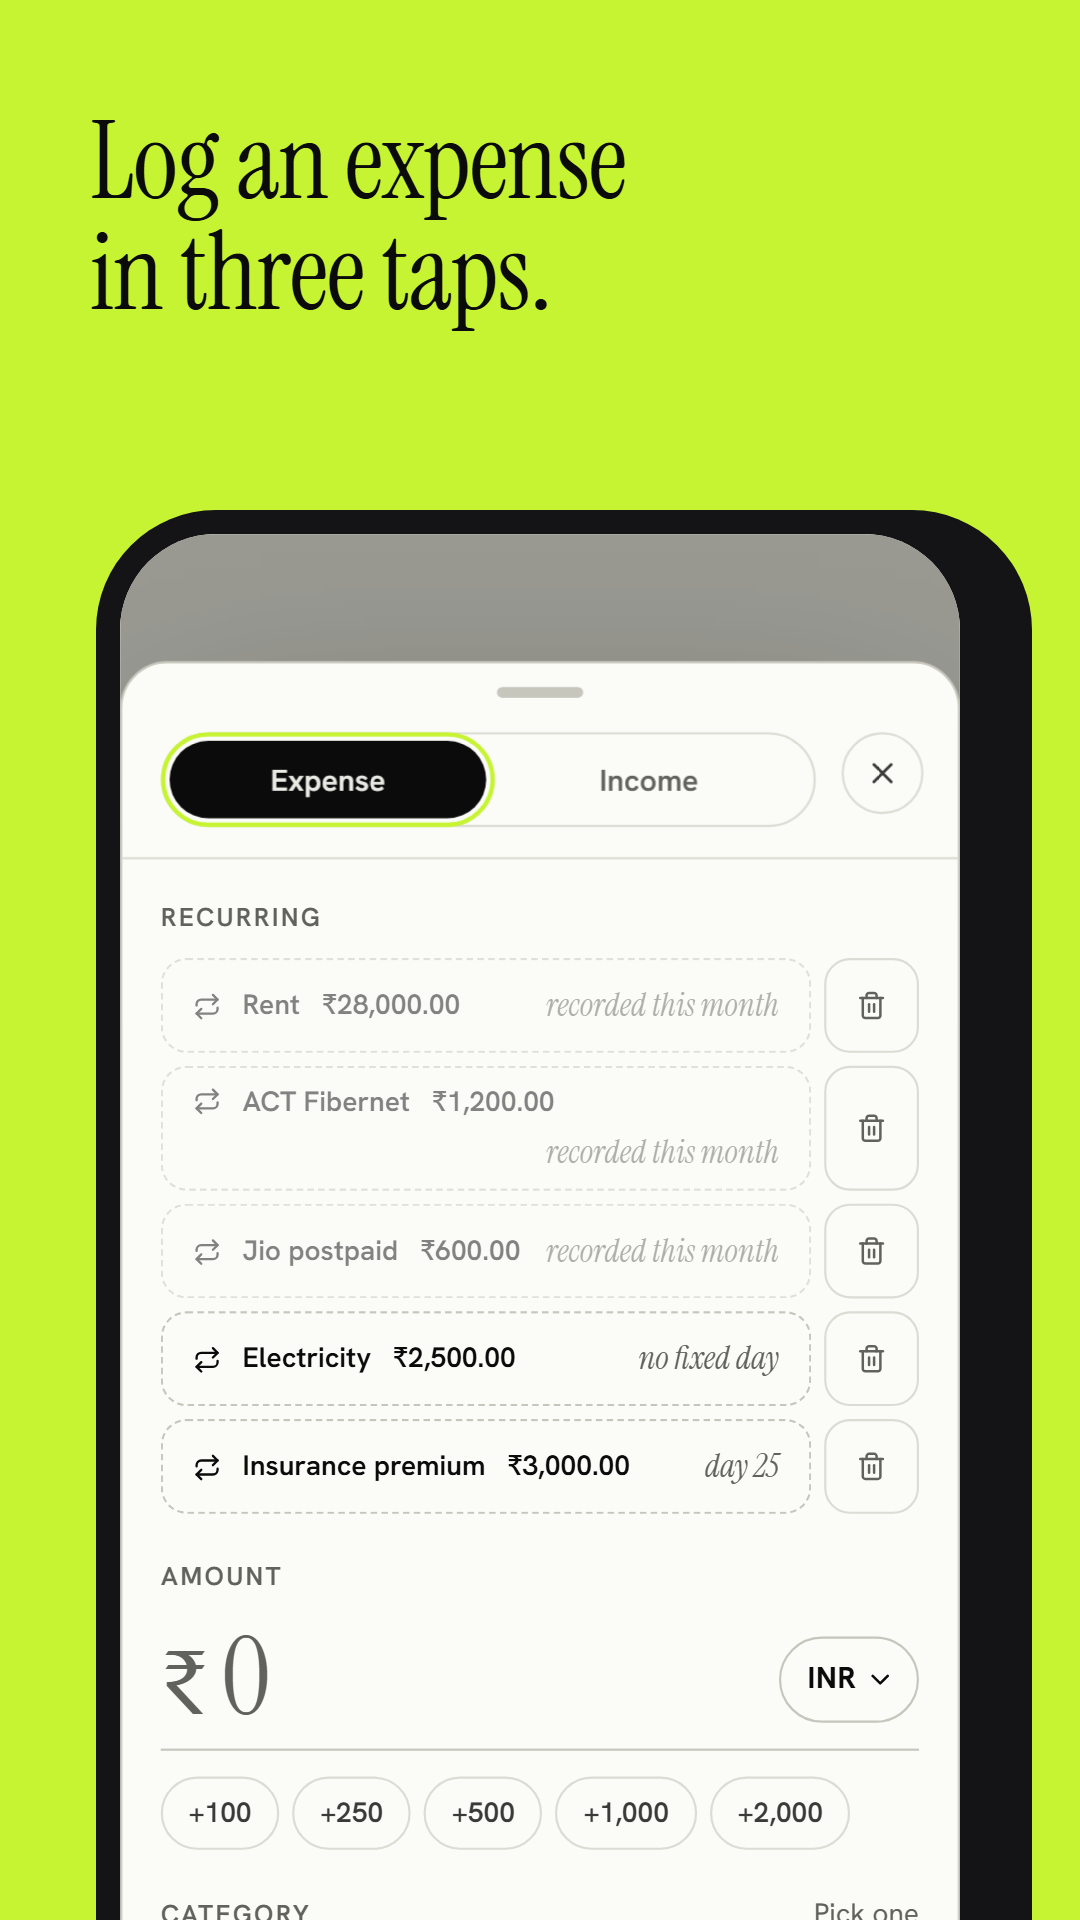 Log an expense
in three taps.
Expense Income
RECURRING
Rent ₹28,000.00 recorded this month
ACT Fibernet ₹1,200.00
recorded this month
Jio postpaid ₹600.00 recorded this month
Electricity ₹2,500.00 no fixed day
Insurance premium ₹3,000.00 day 25
AMOUNT
₹0 INR
+100 +250 +500 +1,000 +2,000
CATEGORY Pick one